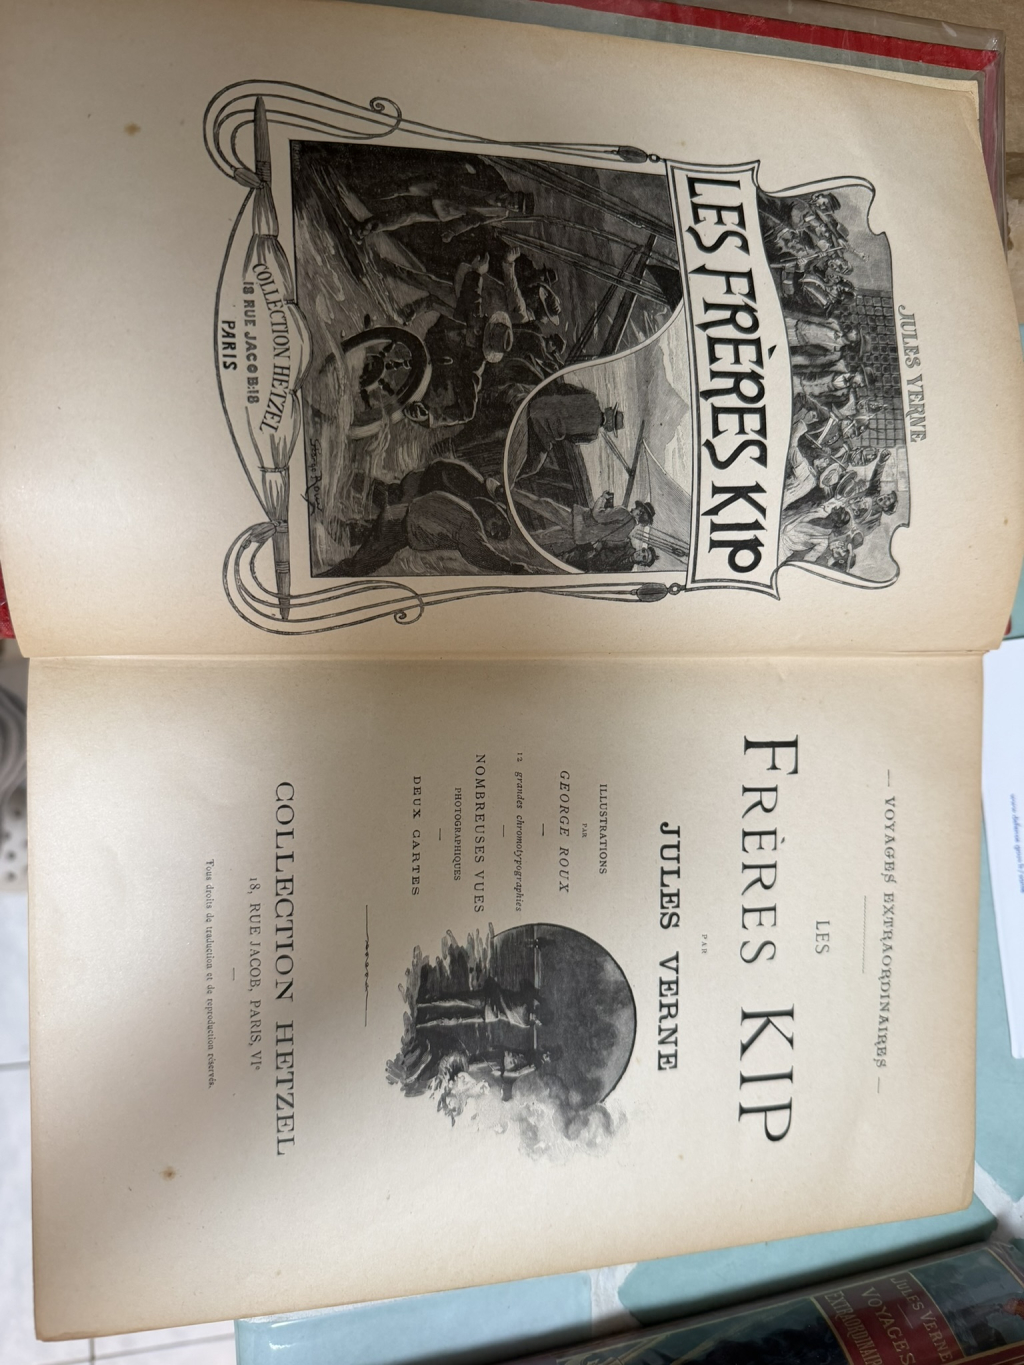 JULES VERNE
LES FRÈRES KIP
George Roux
COLLECTION HETZEL
18 RUE JACOB·18
PARIS
— VOYAGES EXTRAORDINAIRES —
LES
FRÈRES KIP
PAR
JULES VERNE
ILLUSTRATIONS
PAR
GEORGE ROUX
12 grandes chromotypographies
NOMBREUSES VUES
PHOTOGRAPHIQUES
DEUX CARTES
COLLECTION HETZEL
18, RUE JACOB, PARIS, VIe
Tous droits de traduction et de reproduction réservés.
JULES VERNE
VOYAGES